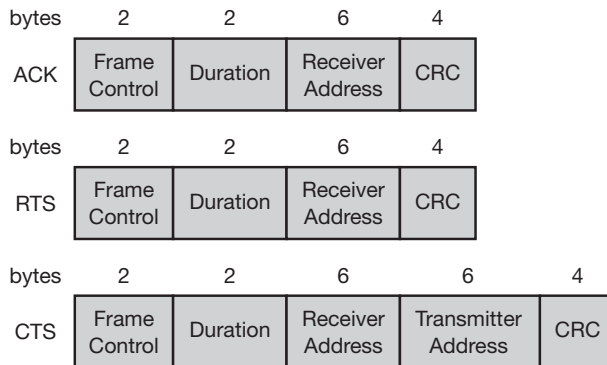 bytes 2 2 6 4
ACK Frame Control Duration Receiver Address CRC
bytes 2 2 6 4
RTS Frame Control Duration Receiver Address CRC
bytes 2 2 6 6 4
CTS Frame Control Duration Receiver Address Transmitter Address CRC